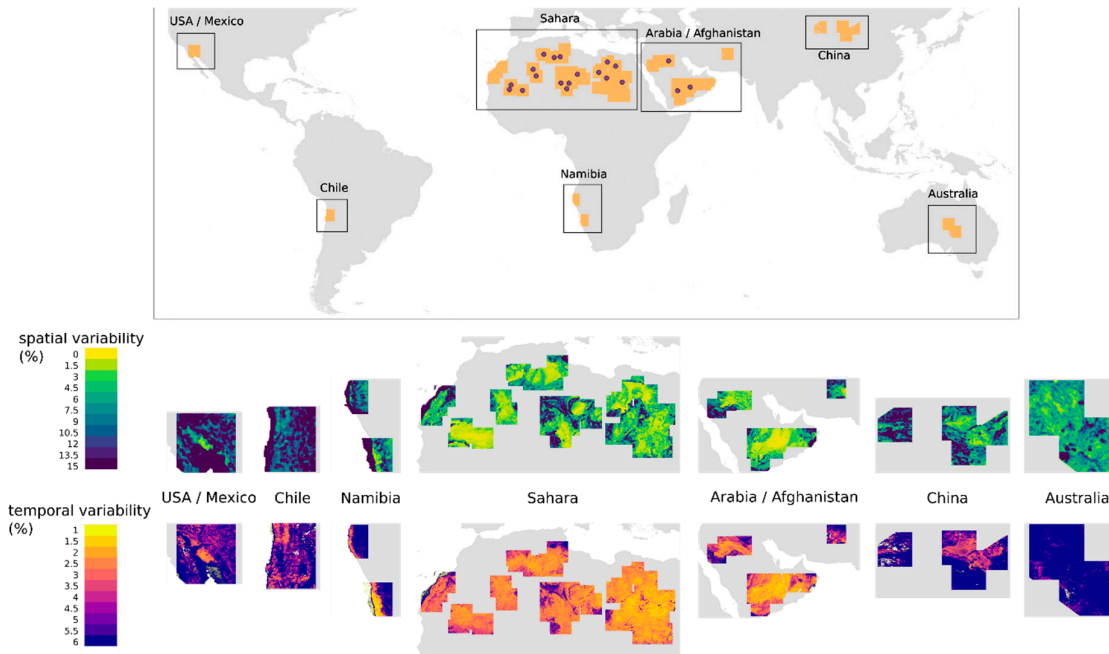 USA / Mexico
Sahara
Arabia / Afghanistan
China
Chile
Namibia
Australia
spatial variability
(%)
0
1.5
3
4.5
6
7.5
9
10.5
12
13.5
15
USA / Mexico
Chile
Namibia
Sahara
Arabia / Afghanistan
China
Australia
temporal variability
(%)
1
1.5
2
2.5
3
3.5
4
4.5
5
5.5
6